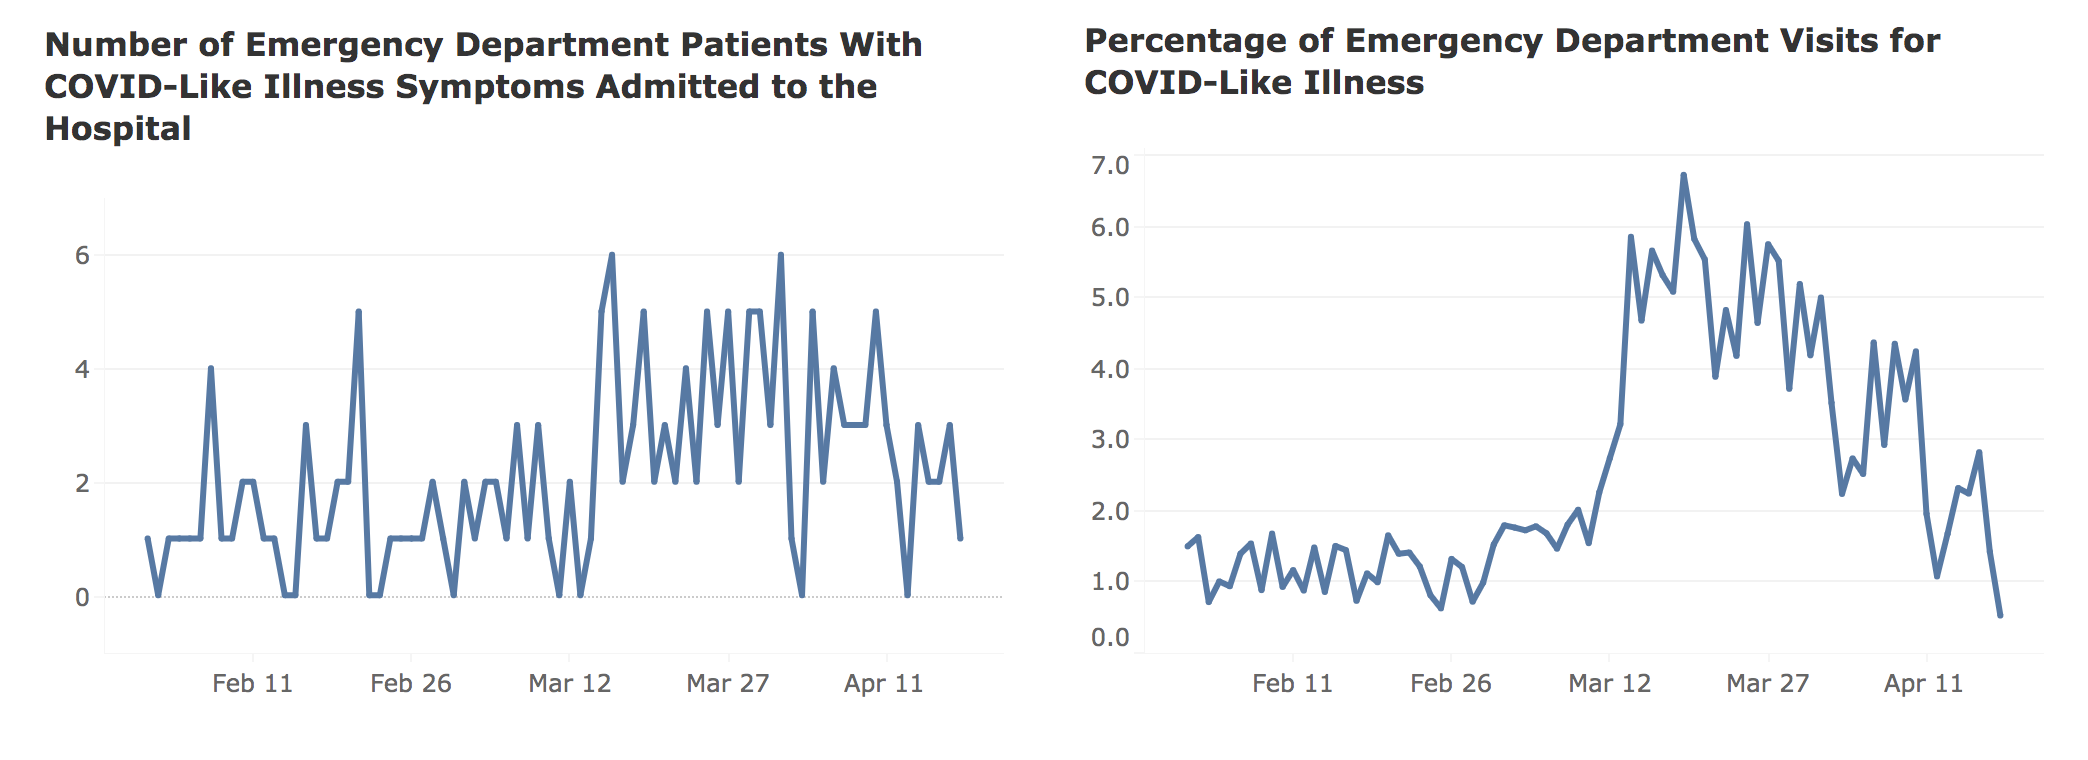 Number of Emergency Department Patients With
COVID-Like Illness Symptoms Admitted to the
Hospital
6
4
2
0
Feb 11
Feb 26
Mar 12
Mar 27
Apr 11
Percentage of Emergency Department Visits for
COVID-Like Illness
7.0
6.0
5.0
4.0
3.0
2.0
1.0
0.0
Feb 11
Feb 26
Mar 12
Mar 27
Apr 11